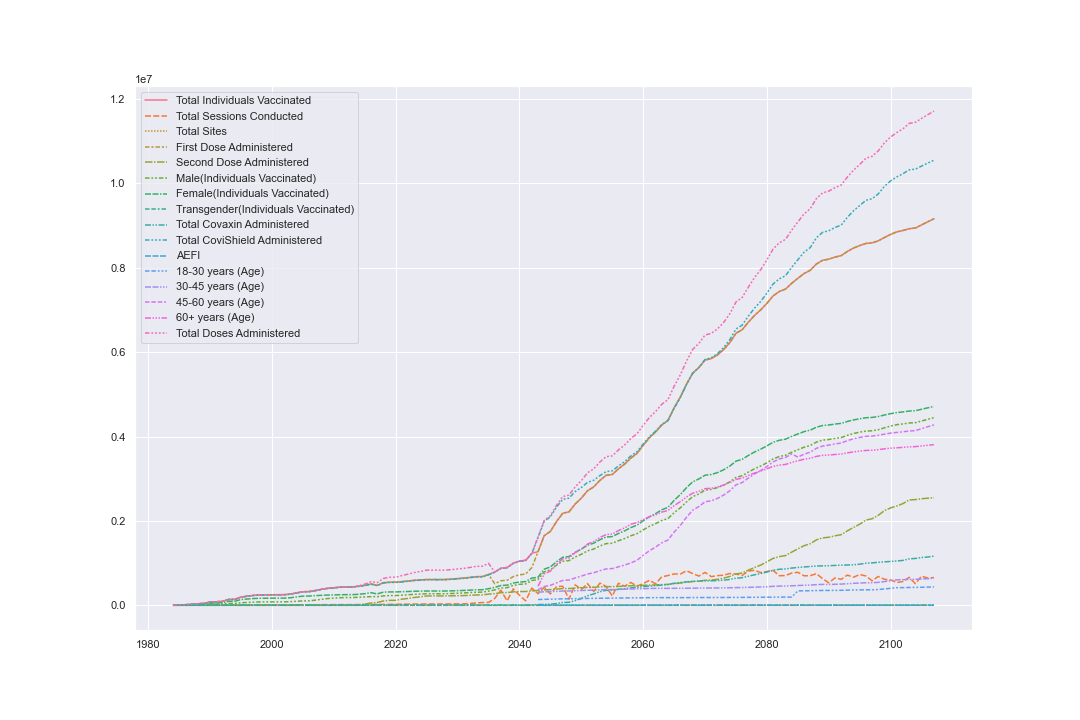 1e7
1.2
1.0
0.8
0.6
0.4
0.2
0.0
Total Individuals Vaccinated
Total Sessions Conducted
Total Sites
First Dose Administered
Second Dose Administered
Male(Individuals Vaccinated)
Female(Individuals Vaccinated)
Transgender(Individuals Vaccinated)
Total Covaxin Administered
Total CoviShield Administered
AEFI
18-30 years (Age)
30-45 years (Age)
45-60 years (Age)
60+ years (Age)
Total Doses Administered
1980 2000 2020 2040 2060 2080 2100